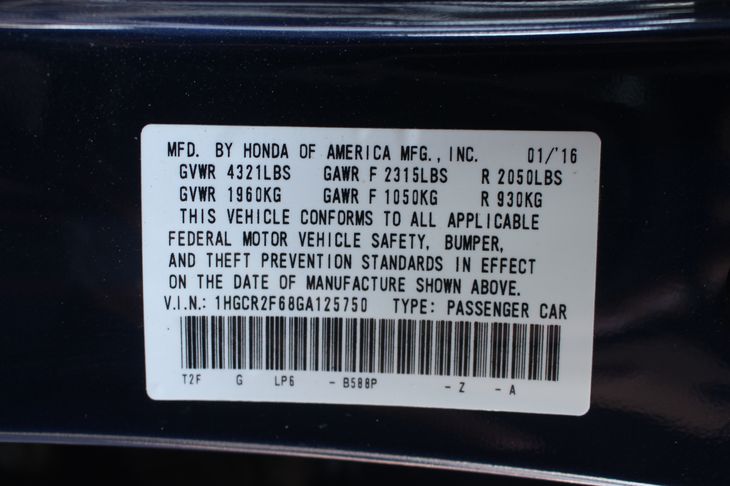 MFD. BY HONDA OF AMERICA MFG., INC. 01/'16
GVWR 4321LBS GAWR F 2315LBS R 2050LBS
GVWR 1960KG GAWR F 1050KG R 930KG
THIS VEHICLE CONFORMS TO ALL APPLICABLE
FEDERAL MOTOR VEHICLE SAFETY, BUMPER,
AND THEFT PREVENTION STANDARDS IN EFFECT
ON THE DATE OF MANUFACTURE SHOWN ABOVE.
V.I.N.: 1HGCR2F68GA125750 TYPE: PASSENGER CAR
T2F G LP6 - B588P - Z - A